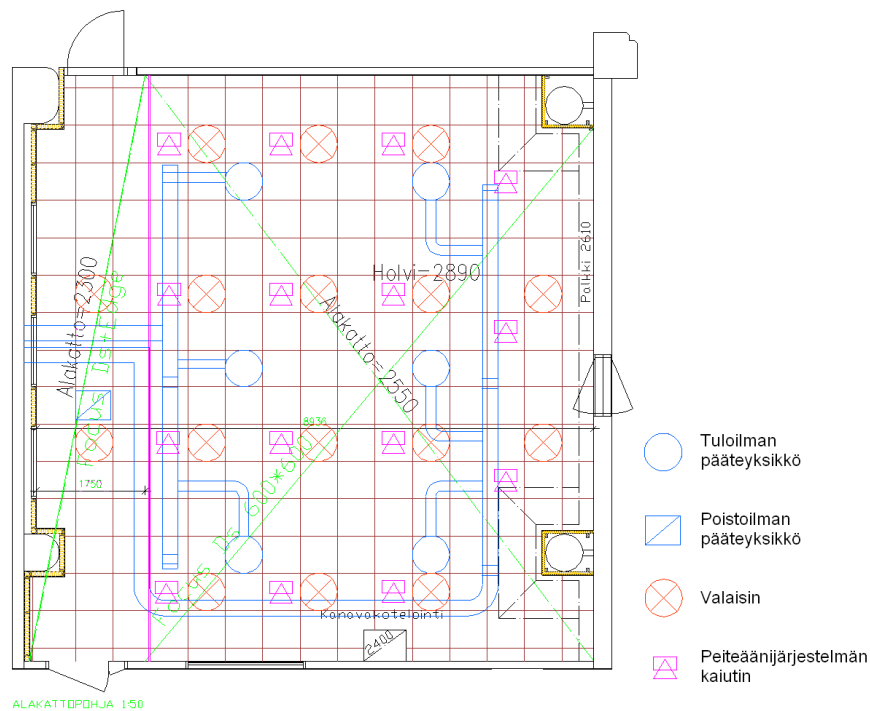 Holvi=2890
Palkki 2610
Alakatto=2300
Focus Ds+Edge
Alakatto=2550
8936
1750
Focus Ds 600*600
Kanavakotelointi
2400
Tuloilman
pääteyksikkö
Poistoilman
pääteyksikkö
Valaisin
Peiteäänijärjestelmän
kaiutin
ALAKATTOPOHJA 1:50